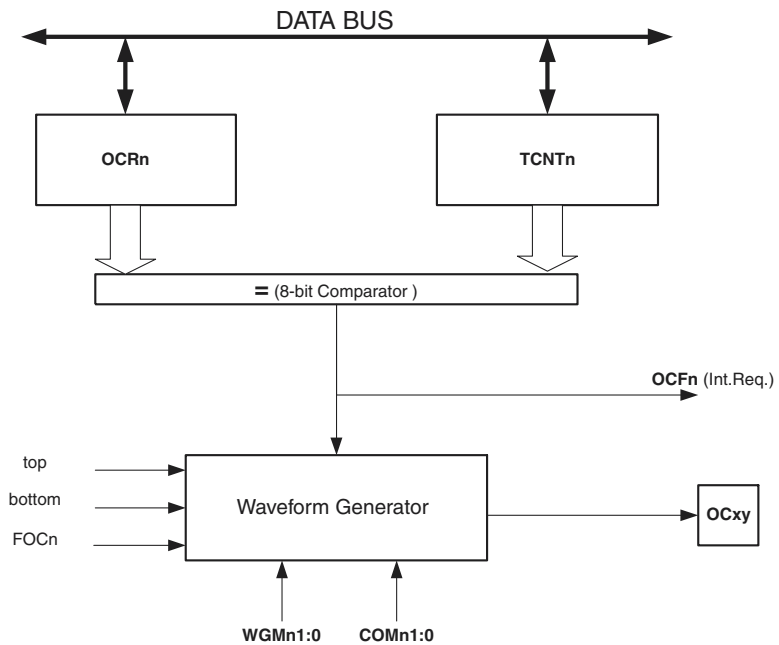 DATA BUS
OCRn
TCNTn
= (8-bit Comparator )
OCFn (Int.Req.)
top
bottom
FOCn
Waveform Generator
OCxy
WGMn1:0
COMn1:0